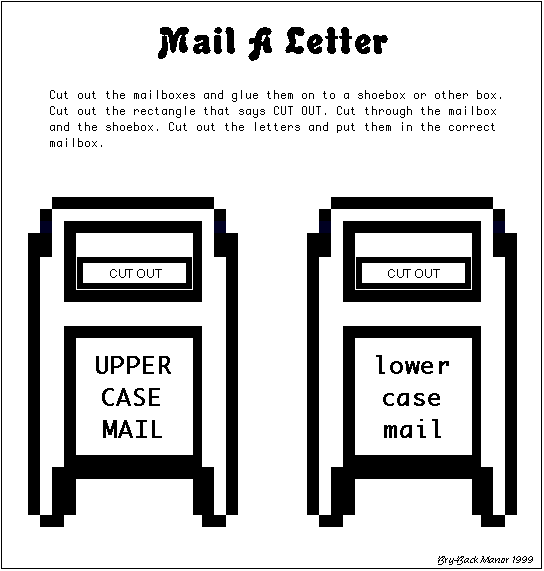 Mail A Letter
Cut out the mailboxes and glue them on to a shoebox or other box.
Cut out the rectangle that says CUT OUT. Cut through the mailbox
and the shoebox. Cut out the letters and put them in the correct
mailbox.
CUT OUT
UPPER
CASE
MAIL
CUT OUT
lower
case
mail
Bry-Back Manor 1999